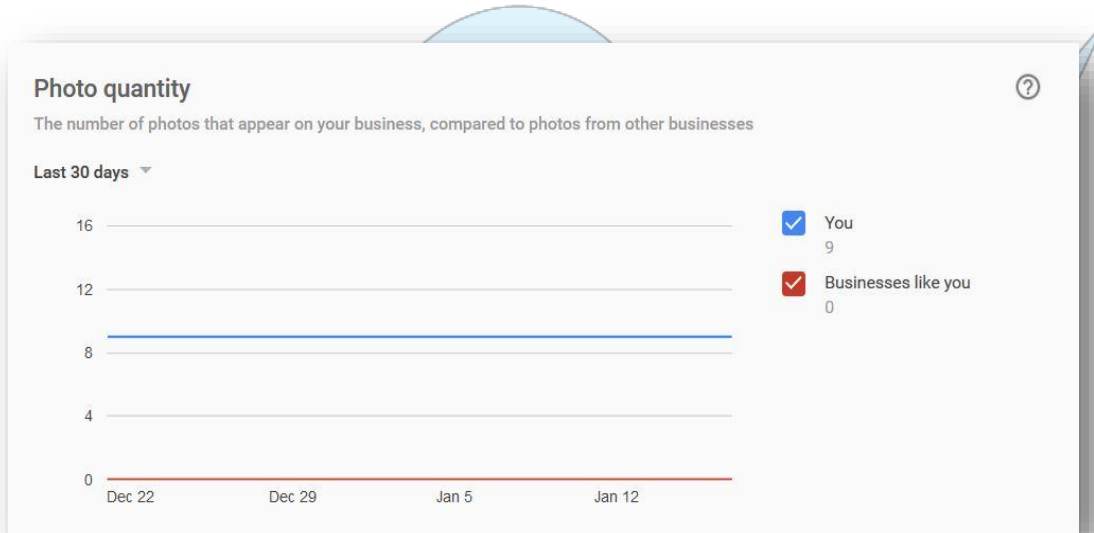 Photo quantity
The number of photos that appear on your business, compared to photos from other businesses
Last 30 days
16
12
8
4
0
Dec 22 Dec 29 Jan 5 Jan 12
You
9
Businesses like you
0